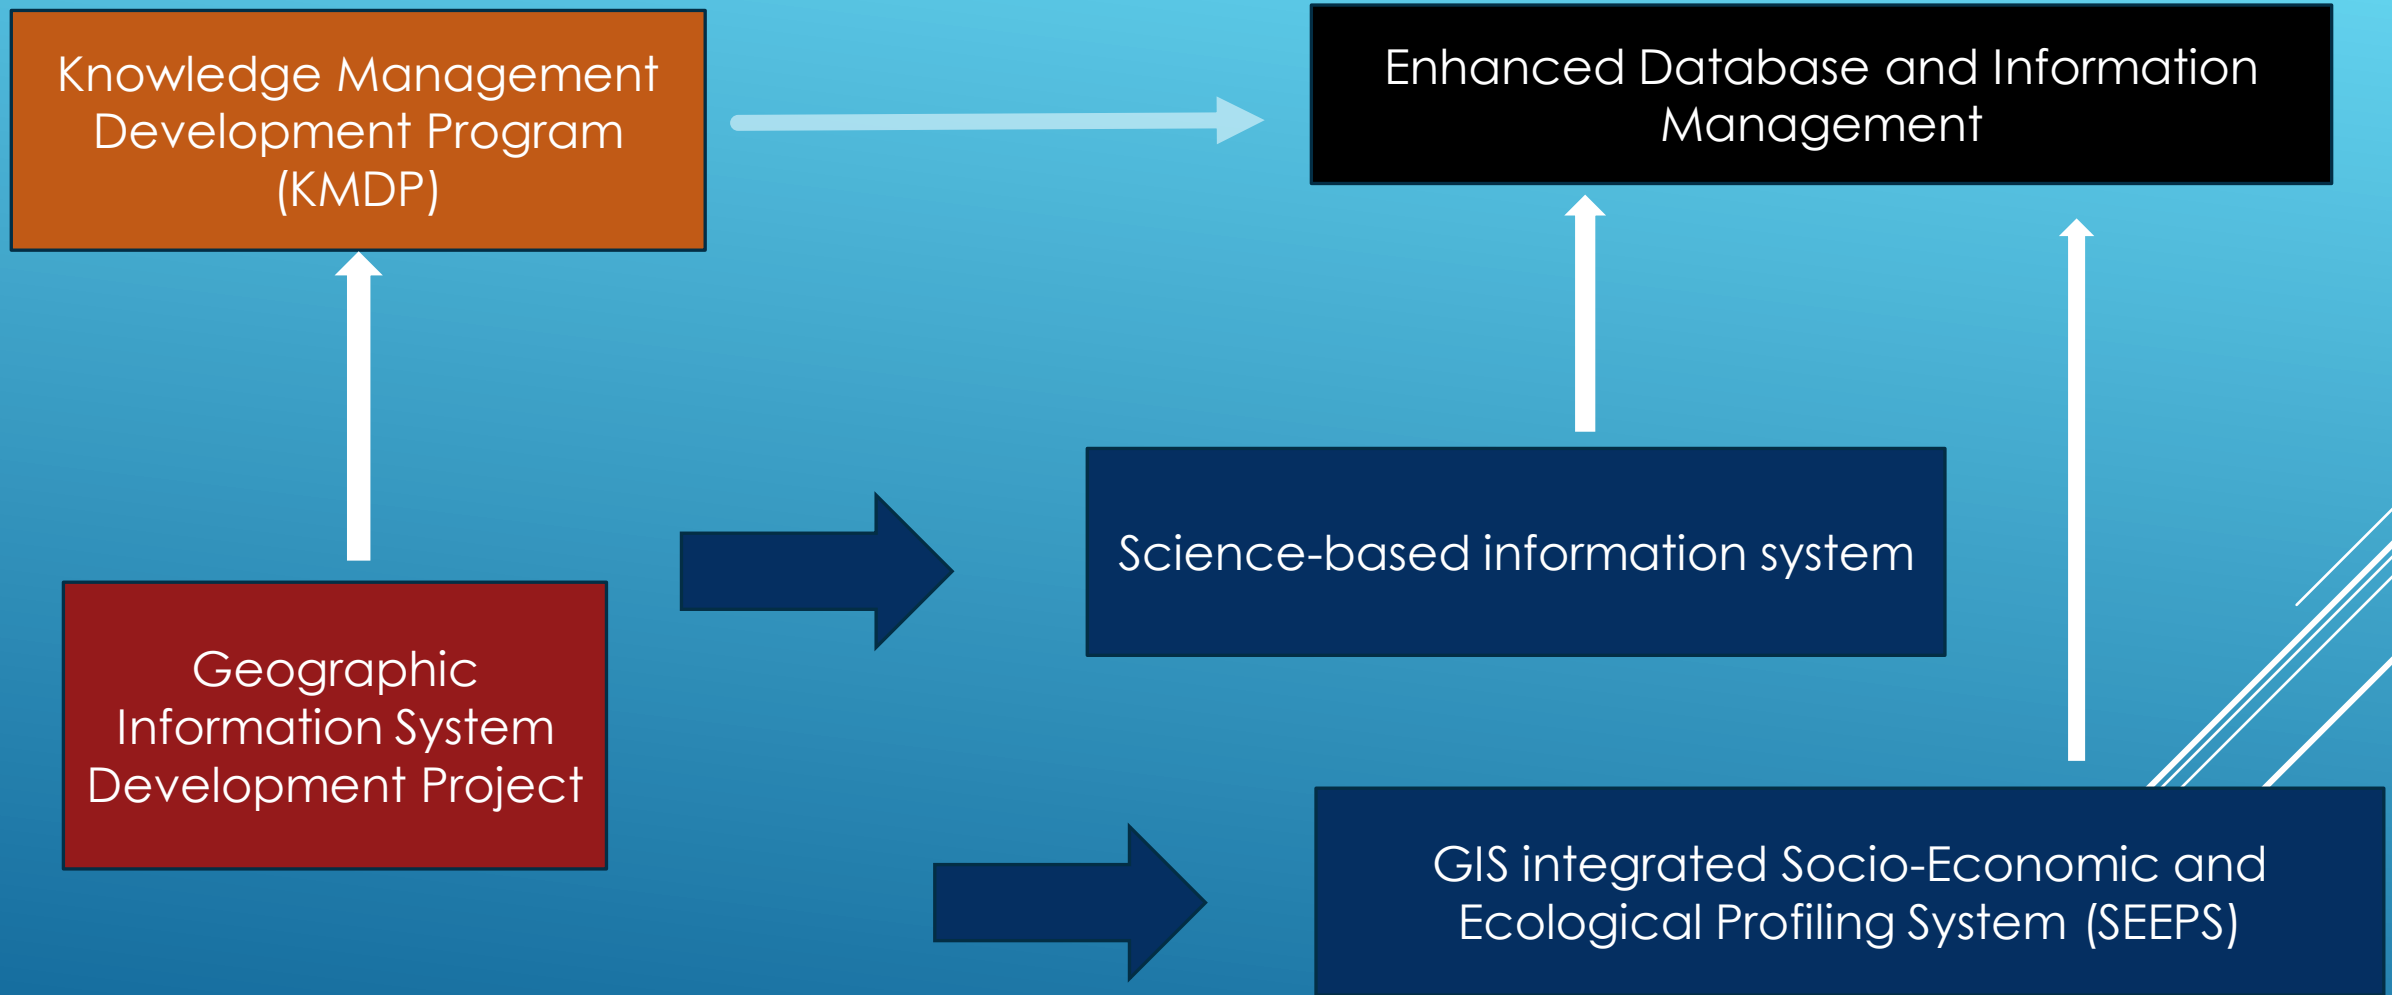 Knowledge Management
Development Program
(KMDP)
Enhanced Database and Information
Management
Science-based information system
Geographic
Information System
Development Project
GIS integrated Socio-Economic and
Ecological Profiling System (SEEPS)